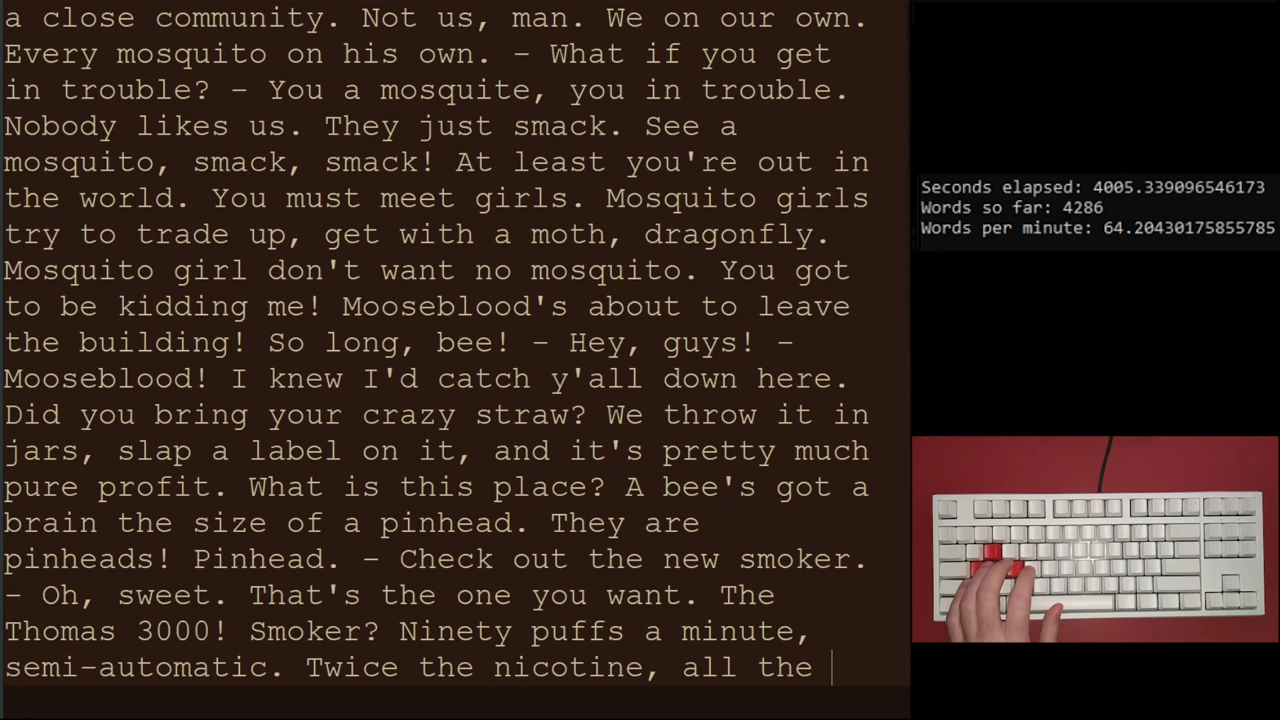 a close community. Not us, man. We on our own.
Every mosquito on his own. - What if you get
in trouble? - You a mosquite, you in trouble.
Nobody likes us. They just smack. See a
mosquito, smack, smack! At least you're out in
the world. You must meet girls. Mosquito girls
try to trade up, get with a moth, dragonfly.
Mosquito girl don't want no mosquito. You got
to be kidding me! Mooseblood's about to leave
the building! So long, bee! - Hey, guys! -
Mooseblood! I knew I'd catch y'all down here.
Did you bring your crazy straw? We throw it in
jars, slap a label on it, and it's pretty much
pure profit. What is this place? A bee's got a
brain the size of a pinhead. They are
pinheads! Pinhead. - Check out the new smoker.
- Oh, sweet. That's the one you want. The
Thomas 3000! Smoker? Ninety puffs a minute,
semi-automatic. Twice the nicotine, all the
Seconds elapsed: 4005.339096546173
Words so far: 4286
Words per minute: 64.20430175855785